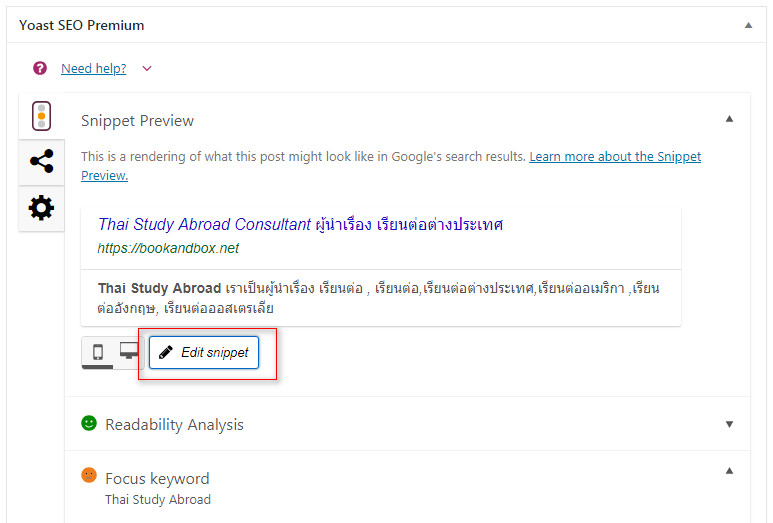 Yoast SEO Premium
Need help?
Snippet Preview
This is a rendering of what this post might look like in Google's search results. Learn more about the Snippet
Preview.
Thai Study Abroad Consultant ผู้นำเรื่อง เรียนต่อต่างประเทศ
https://bookandbox.net
Thai Study Abroad เราเป็นผู้นำเรื่อง เรียนต่อ , เรียนต่อ,เรียนต่อต่างประเทศ,เรียนต่ออเมริกา ,เรียน
ต่ออังกฤษ, เรียนต่อออสเตรเลีย
Edit snippet
Readability Analysis
Focus keyword
Thai Study Abroad